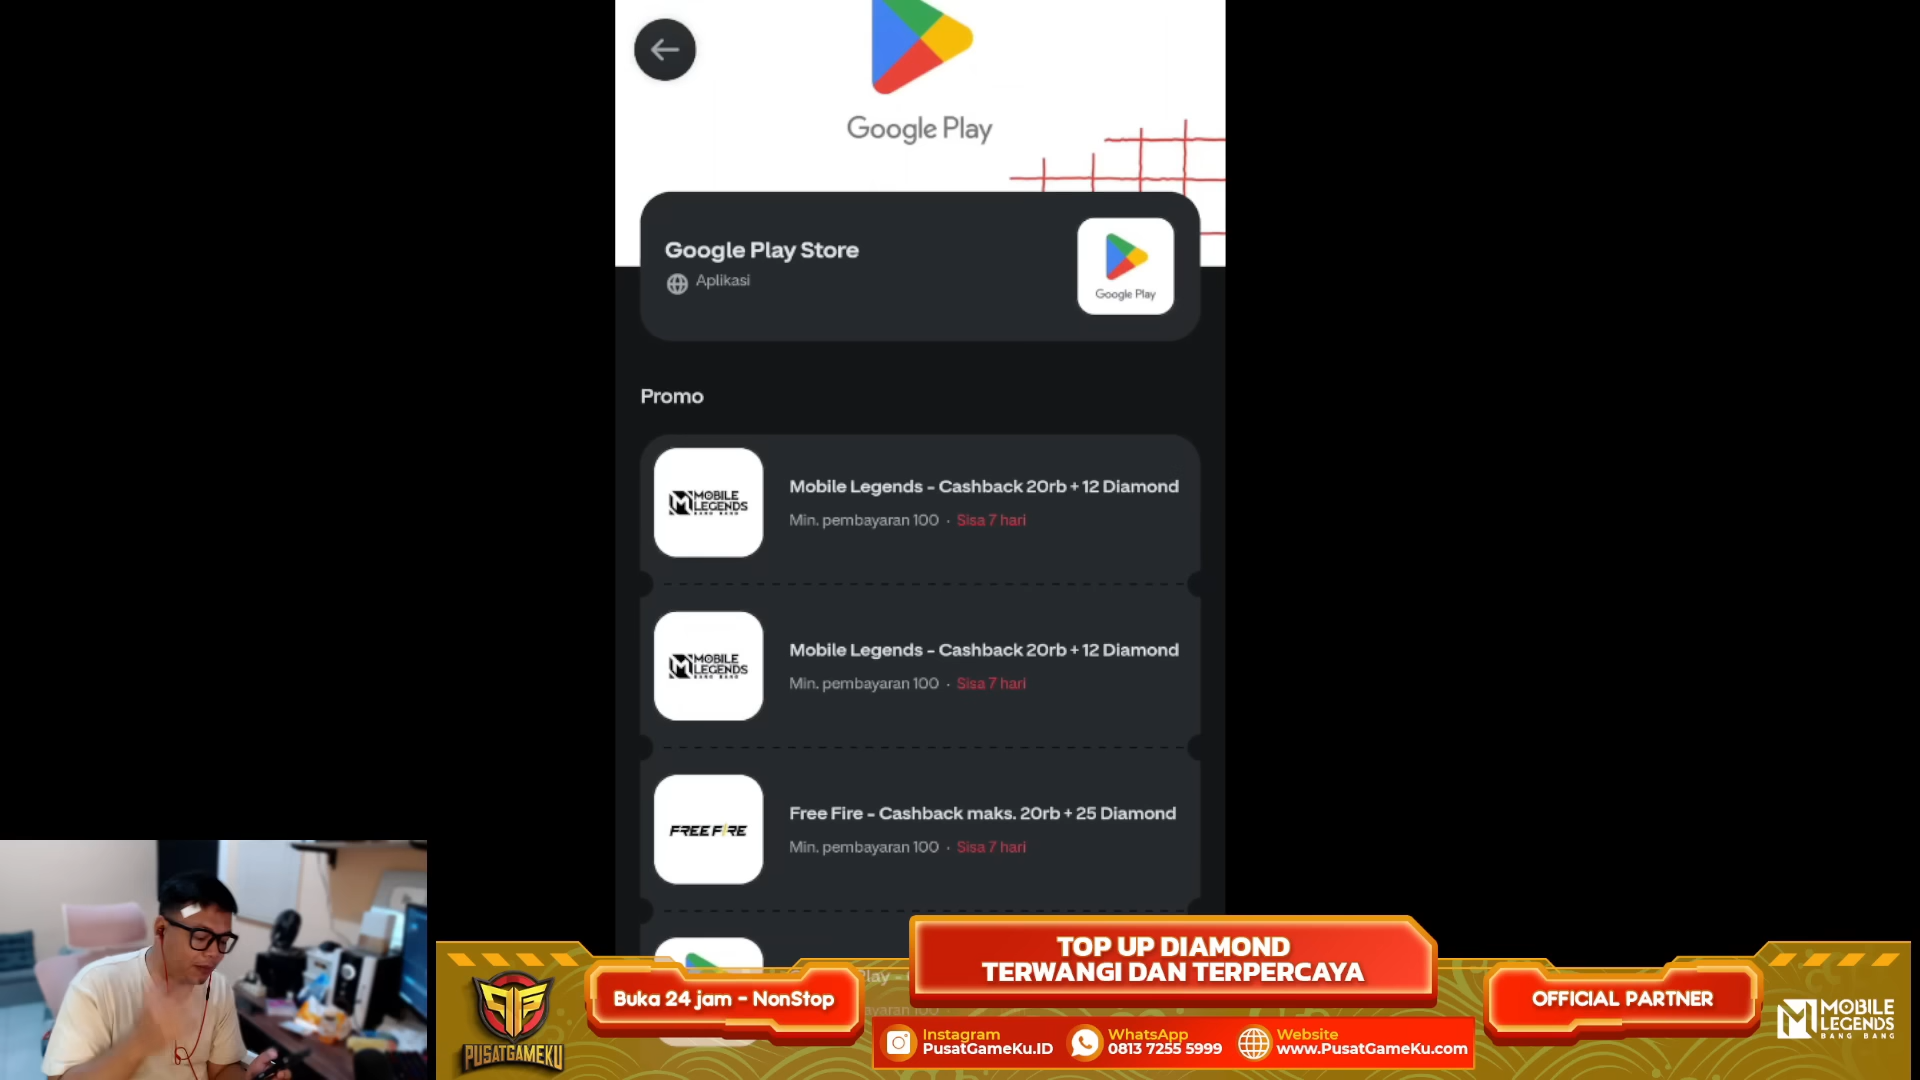 Google Play
Google Play Store
Aplikasi
Google Play
Promo
MOBILE
LEGENDS
BANG BANG
Mobile Legends - Cashback 20rb + 12 Diamond
Min. pembayaran 100 · Sisa 7 hari
MOBILE
LEGENDS
BANG BANG
Mobile Legends - Cashback 20rb + 12 Diamond
Min. pembayaran 100 · Sisa 7 hari
FREE FIRE
Free Fire - Cashback maks. 20rb + 25 Diamond
Min. pembayaran 100 · Sisa 7 hari
PUSATGAMEKU
Buka 24 jam - NonStop
TOP UP DIAMOND
TERWANGI DAN TERPERCAYA
Instagram
PusatGameKu.ID
WhatsApp
0813 7255 5999
Website
www.PusatGameKu.com
OFFICIAL PARTNER
MOBILE
LEGENDS
BANG BANG